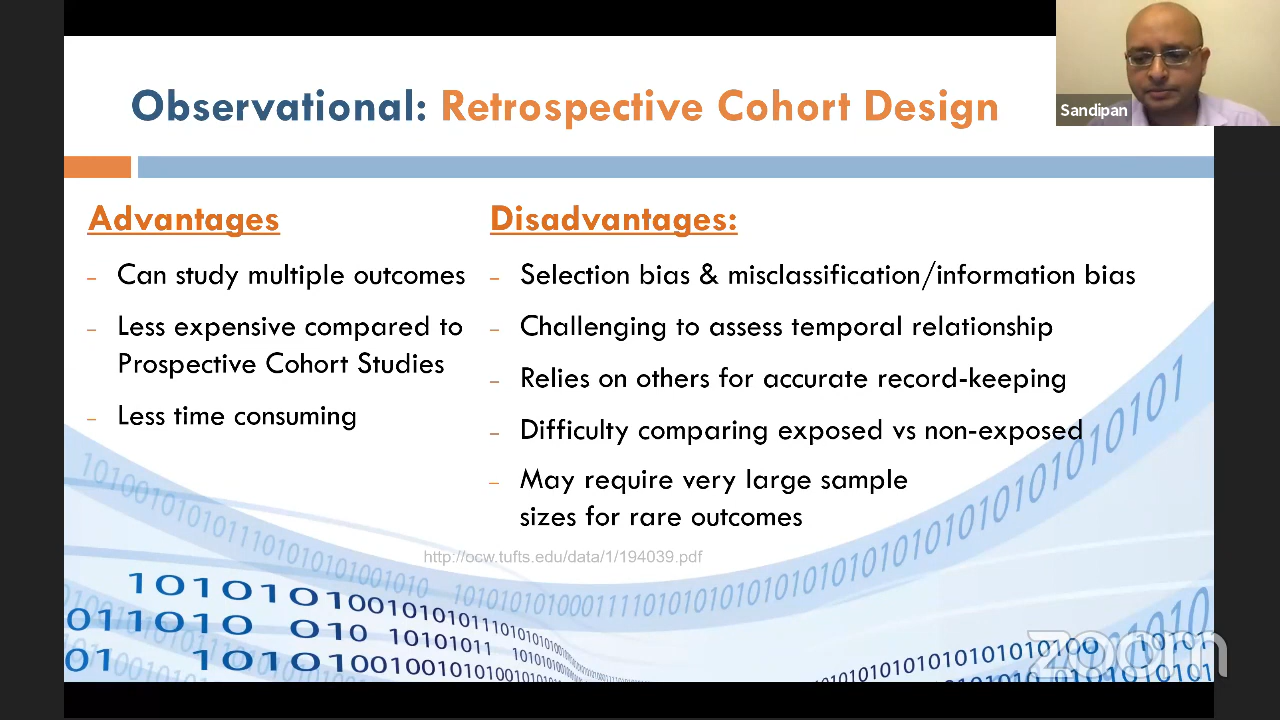 Observational: Retrospective Cohort Design
Sandipan
Advantages
– Can study multiple outcomes
– Less expensive compared to
Prospective Cohort Studies
– Less time consuming
Disadvantages:
– Selection bias & misclassification/information bias
– Challenging to assess temporal relationship
– Relies on others for accurate record-keeping
– Difficulty comparing exposed vs non-exposed
– May require very large sample
sizes for rare outcomes
http://ocw.tufts.edu/data/1/194039.pdf
zoom